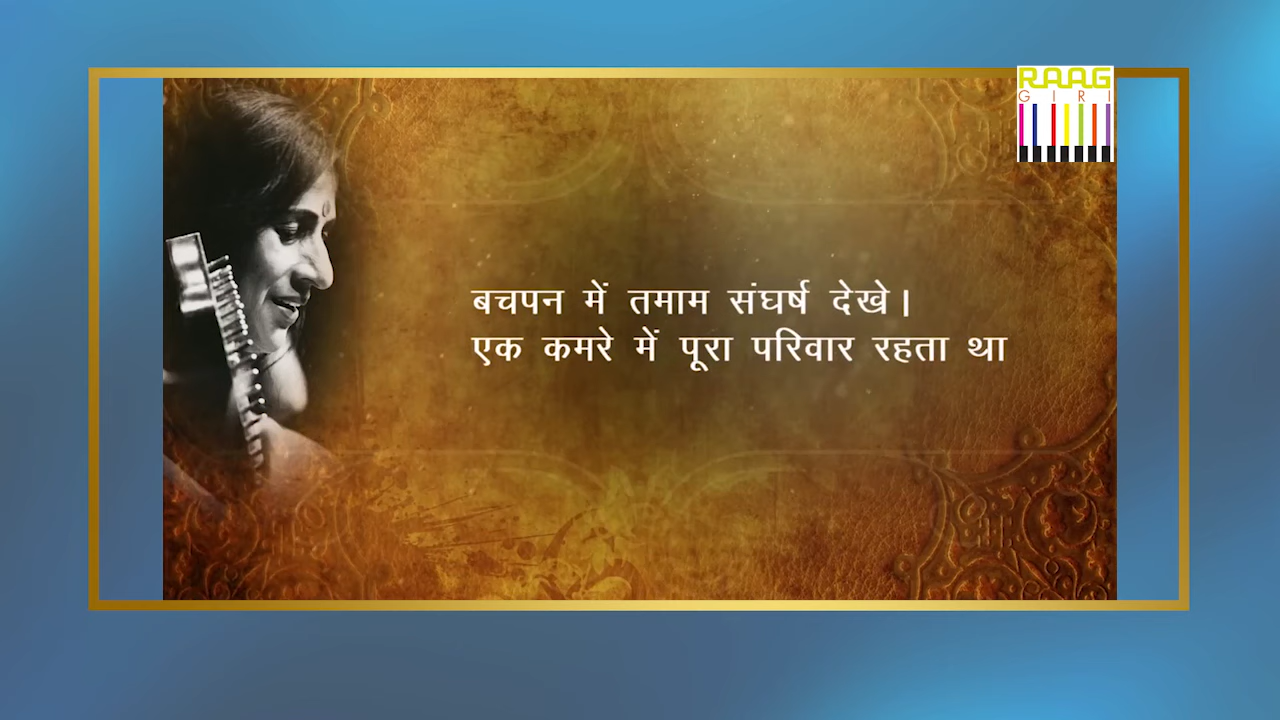 RAAG
GIRI
बचपन में तमाम संघर्ष देखे।
एक कमरे में पूरा परिवार रहता था